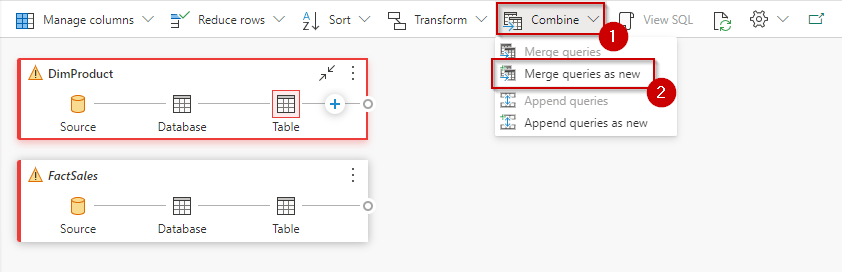 Manage columns Reduce rows Sort Transform Combine View SQL
1
Merge queries
Merge queries as new
2
Append queries
Append queries as new
DimProduct
Source Database Table
FactSales
Source Database Table